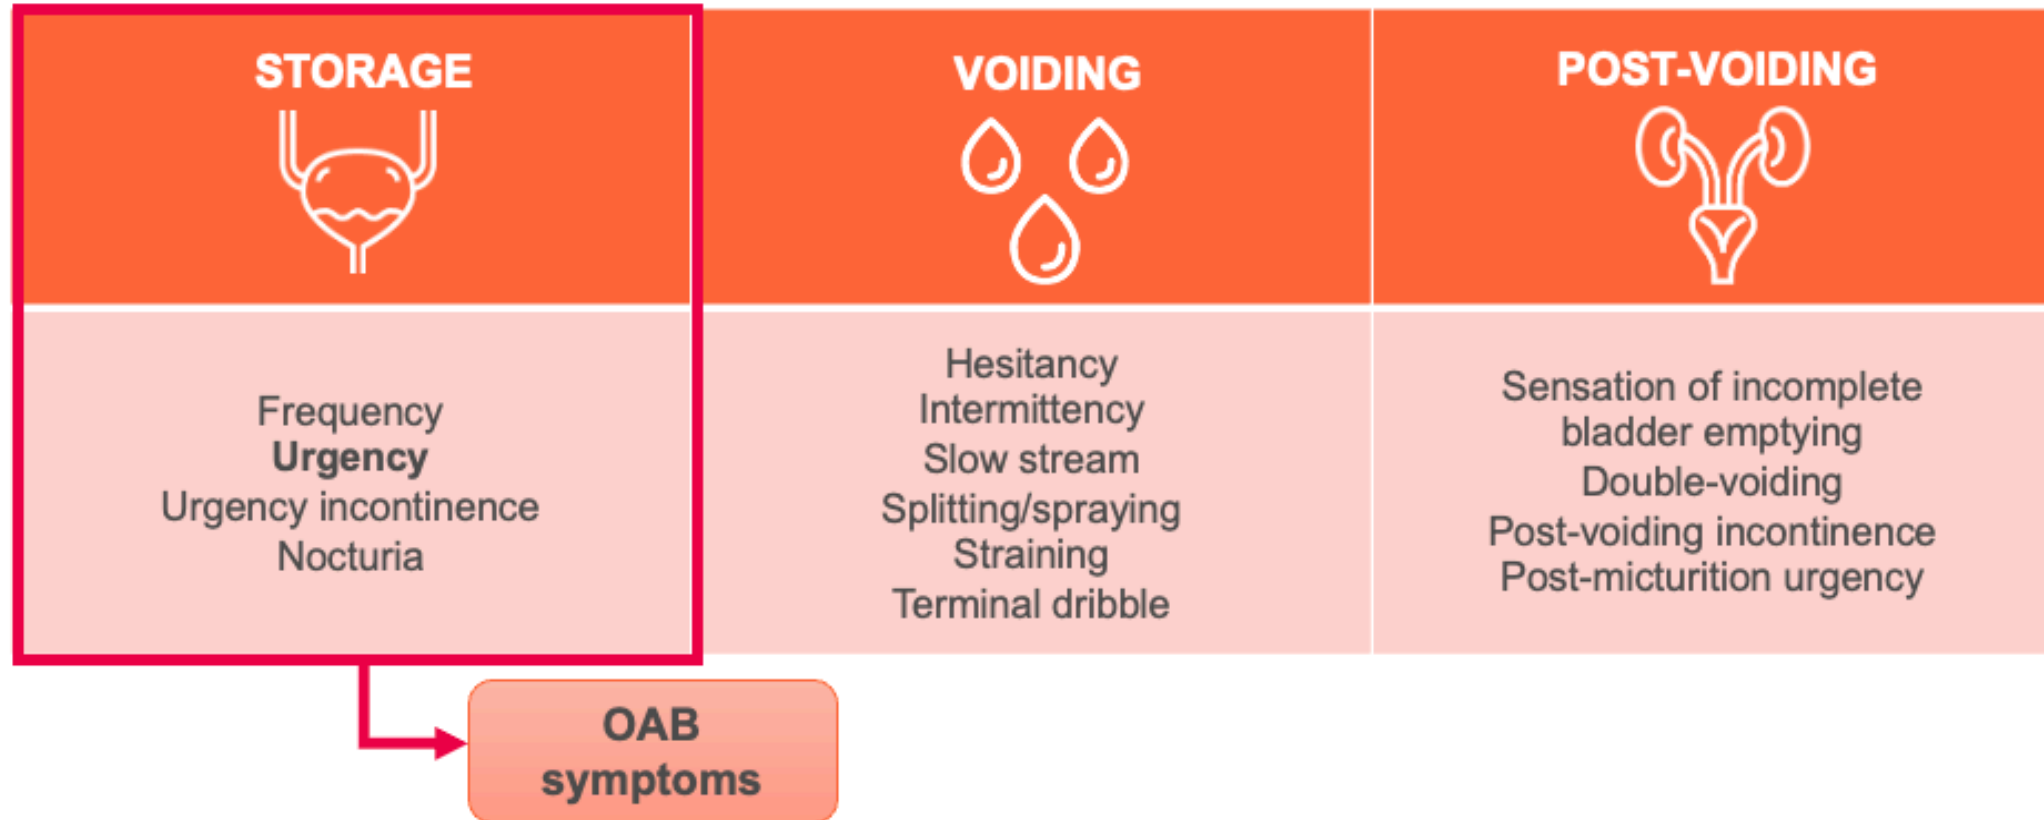 STORAGE
Frequency
Urgency
Urgency incontinence
Nocturia
VOIDING
Hesitancy
Intermittency
Slow stream
Splitting/spraying
Straining
Terminal dribble
POST-VOIDING
Sensation of incomplete
bladder emptying
Double-voiding
Post-voiding incontinence
Post-micturition urgency
OAB
symptoms